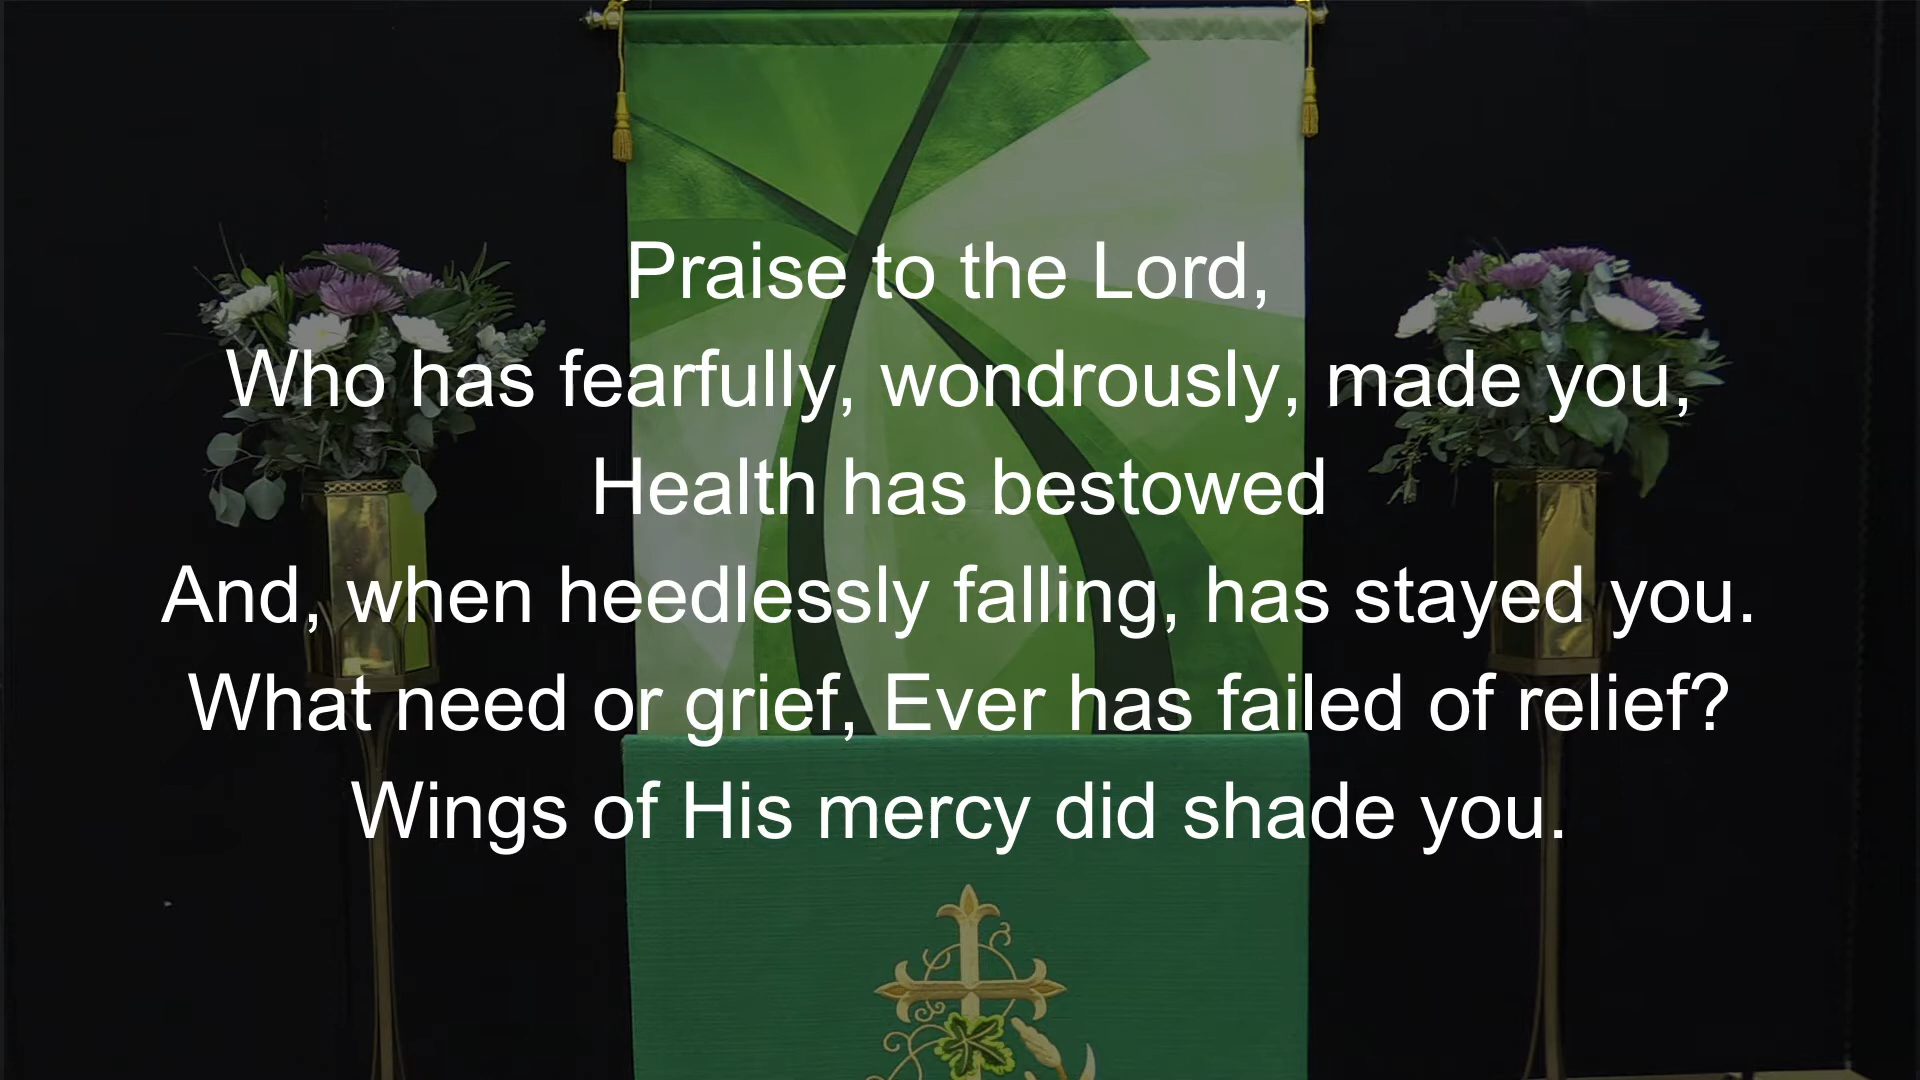 Praise to the Lord,
Who has fearfully, wondrously, made you,
Health has bestowed
And, when heedlessly falling, has stayed you.
What need or grief, Ever has failed of relief?
Wings of His mercy did shade you.